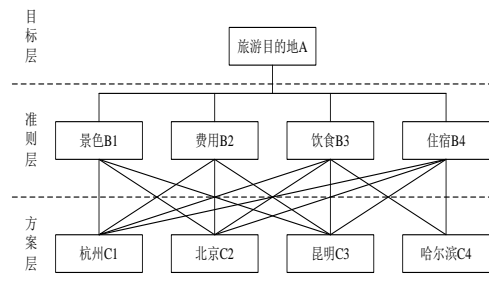 目标层
旅游目的地A
准则层
景色B1
费用B2
饮食B3
住宿B4
方案层
杭州C1
北京C2
昆明C3
哈尔滨C4